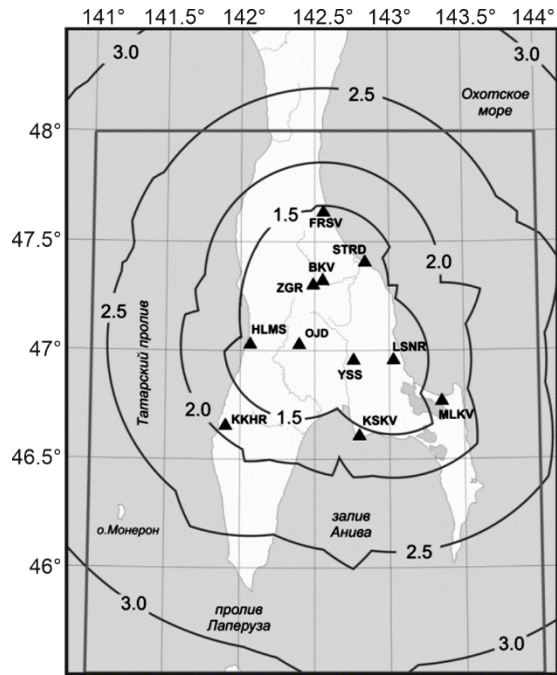 141° 141.5° 142° 142.5° 143° 143.5° 144°
3.0
3.0
2.5
Охотское
море
48°
1.5
FRSV
47.5°
STRD
BKV
2.0
ZGR
2.5
HLMS
OJD
LSNR
47°
YSS
Татарский пролив
2.0
KKHR
1.5
KSKV
MLKV
46.5°
залив
Анива
о.Монерон
2.5
46°
3.0
пролив
Лаперуза
3.0